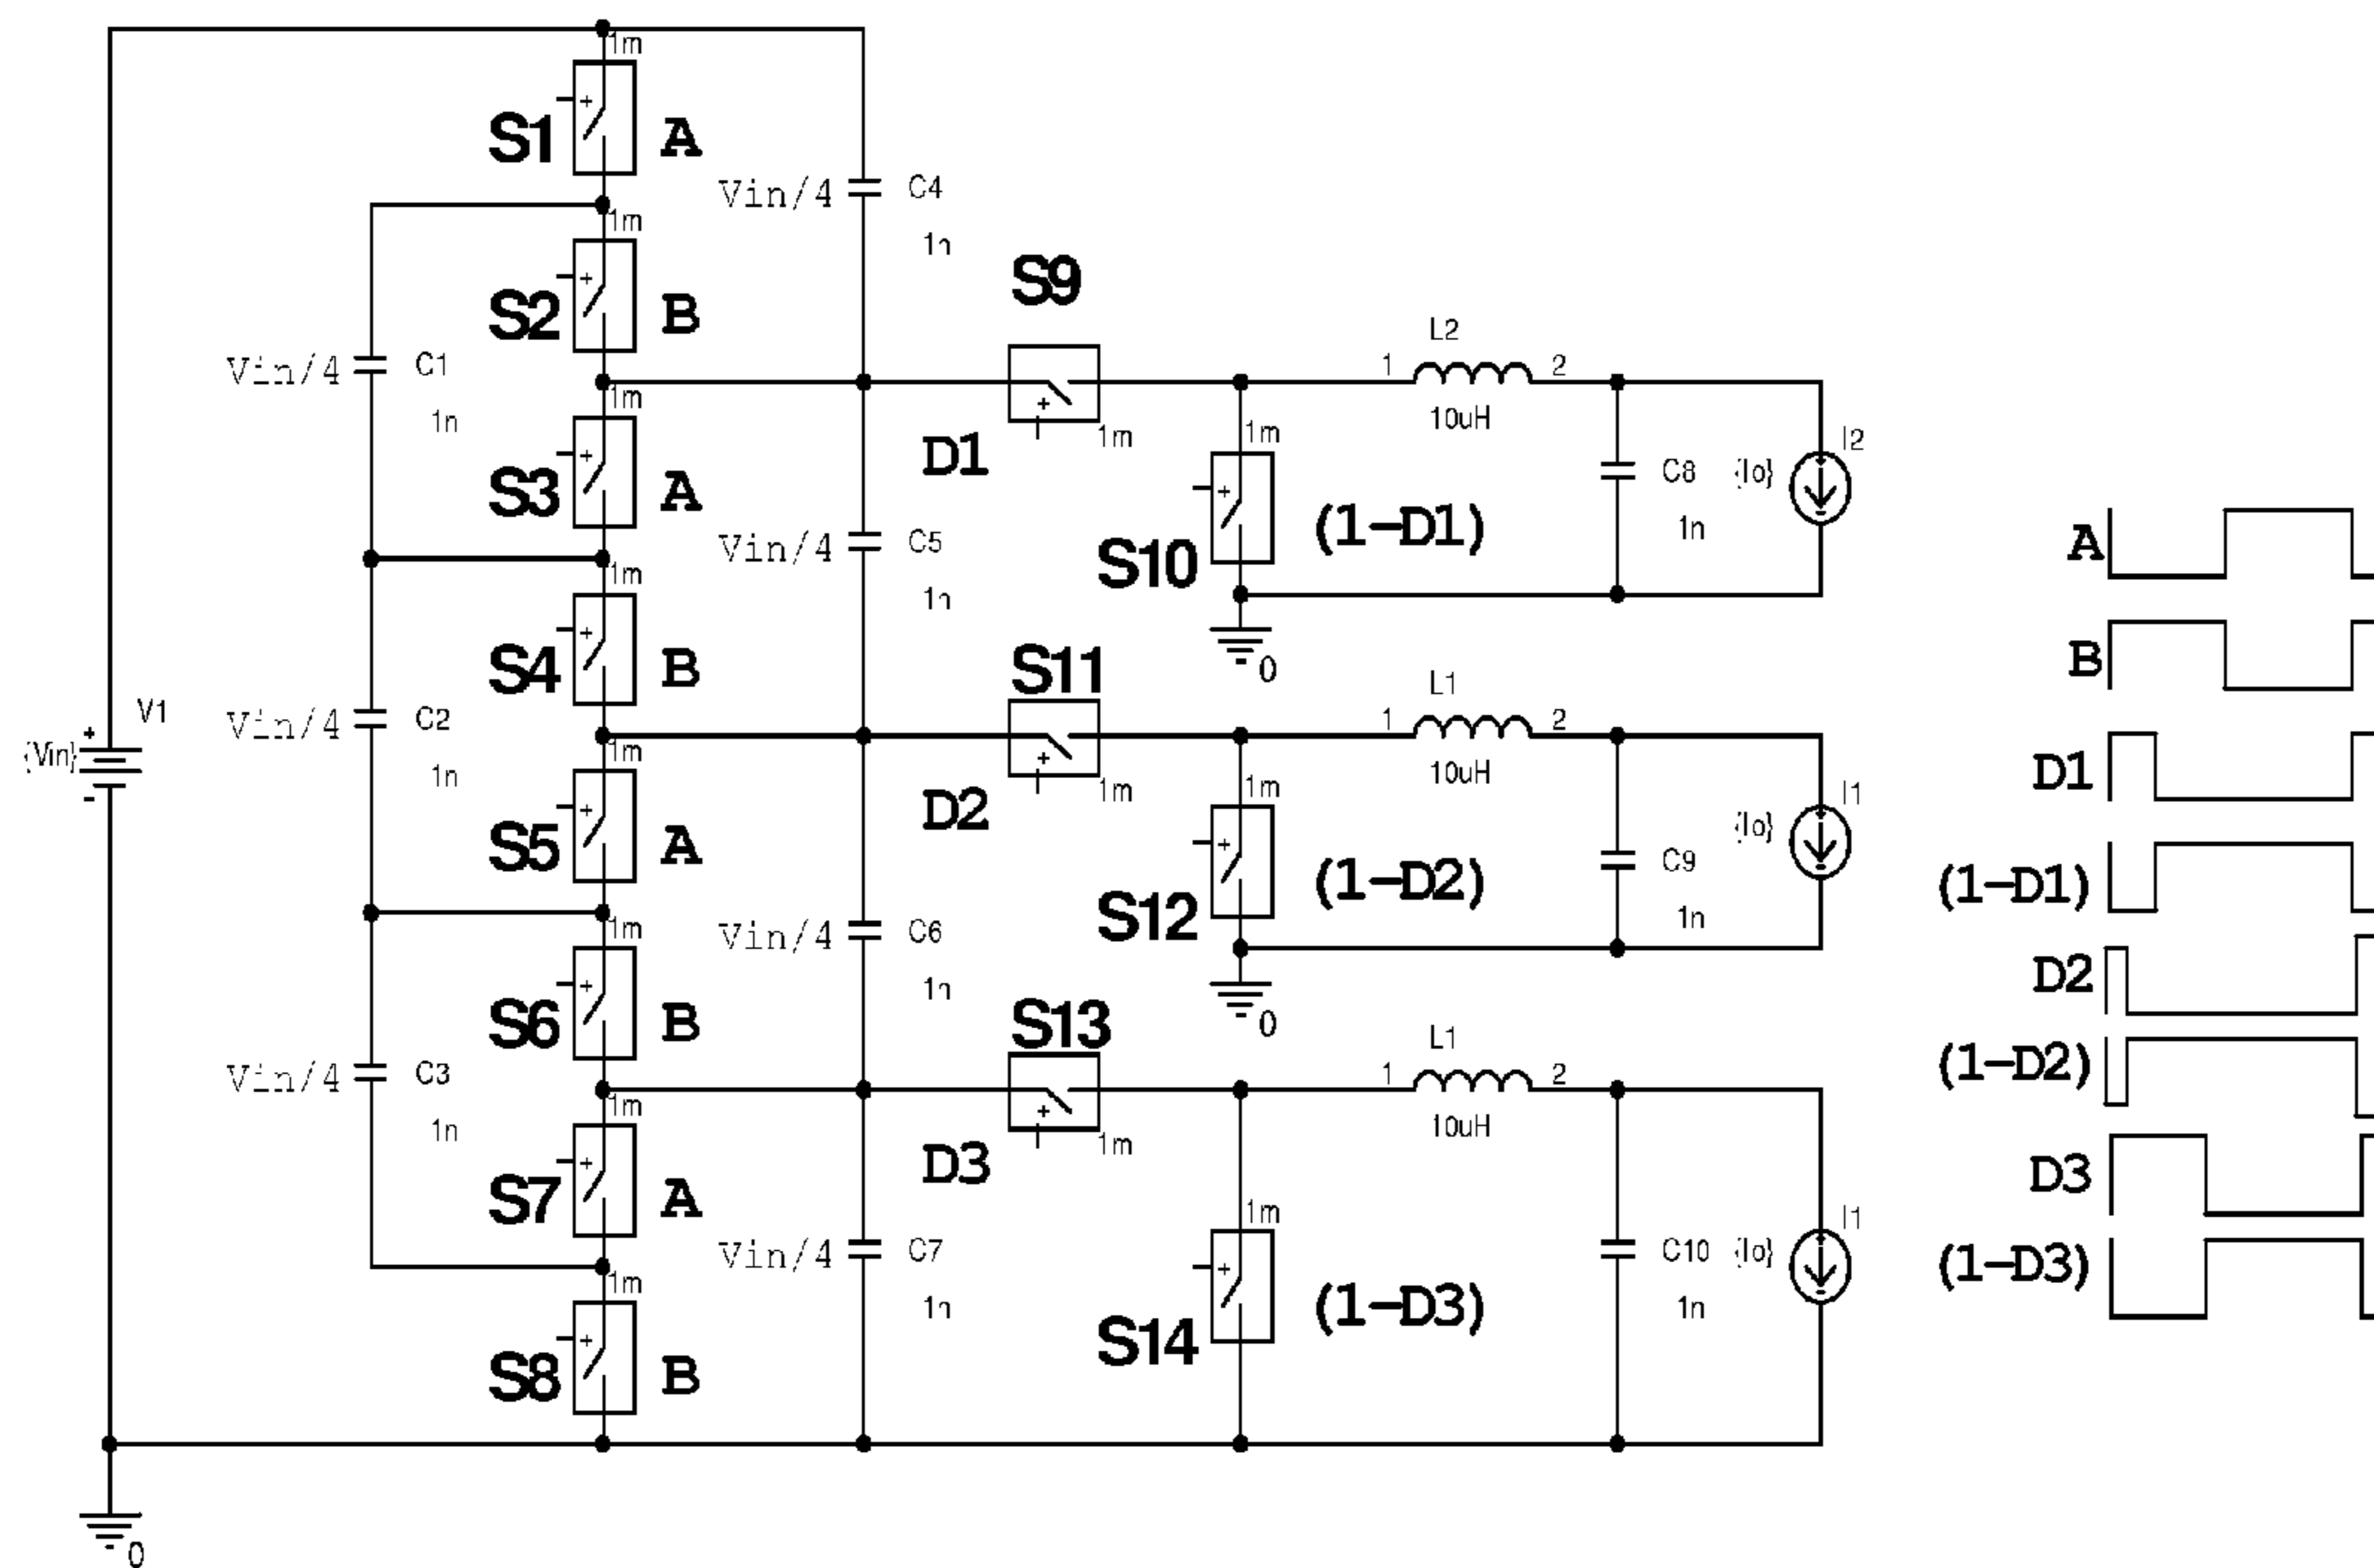 1m
S1
A
Vin/4
C4
1n
1m
S2
B
Vin/4
C1
1n
S9
D1
1m
1m
S3
A
Vin/4
C5
1n
1m
S10
(1-D1)
0
L2
1
2
10uH
C8
1n
{Io}
I2
1m
S4
B
V1
{Vin}
+
-
Vin/4
C2
1n
S11
D2
1m
1m
S5
A
Vin/4
C6
1n
1m
S12
(1-D2)
0
L1
1
2
10uH
C9
1n
{Io}
I1
1m
S6
B
Vin/4
C3
1n
S13
D3
1m
1m
S7
A
Vin/4
C7
1n
1m
S14
(1-D3)
L1
1
2
10uH
C10
1n
{Io}
I1
1m
S8
B
0
A
B
D1
(1-D1)
D2
(1-D2)
D3
(1-D3)